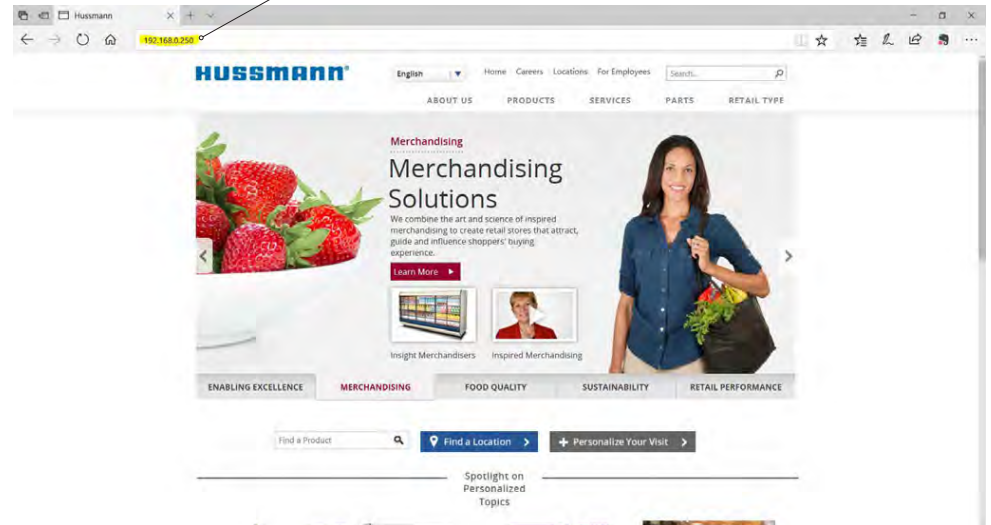 Hussmann
192.168.0.250
HUSSMANN®
English
Home Careers Locations For Employees
Search...
ABOUT US PRODUCTS SERVICES PARTS RETAIL TYPE
Merchandising
Merchandising
Solutions
We combine the art and science of inspired
merchandising to create retail stores that attract,
guide and influence shoppers' buying
experience.
Learn More
Insight Merchandisers Inspired Merchandising
ENABLING EXCELLENCE MERCHANDISING FOOD QUALITY SUSTAINABILITY RETAIL PERFORMANCE
Find a Product
Find a Location
Personalize Your Visit
Spotlight on
Personalized
Topics